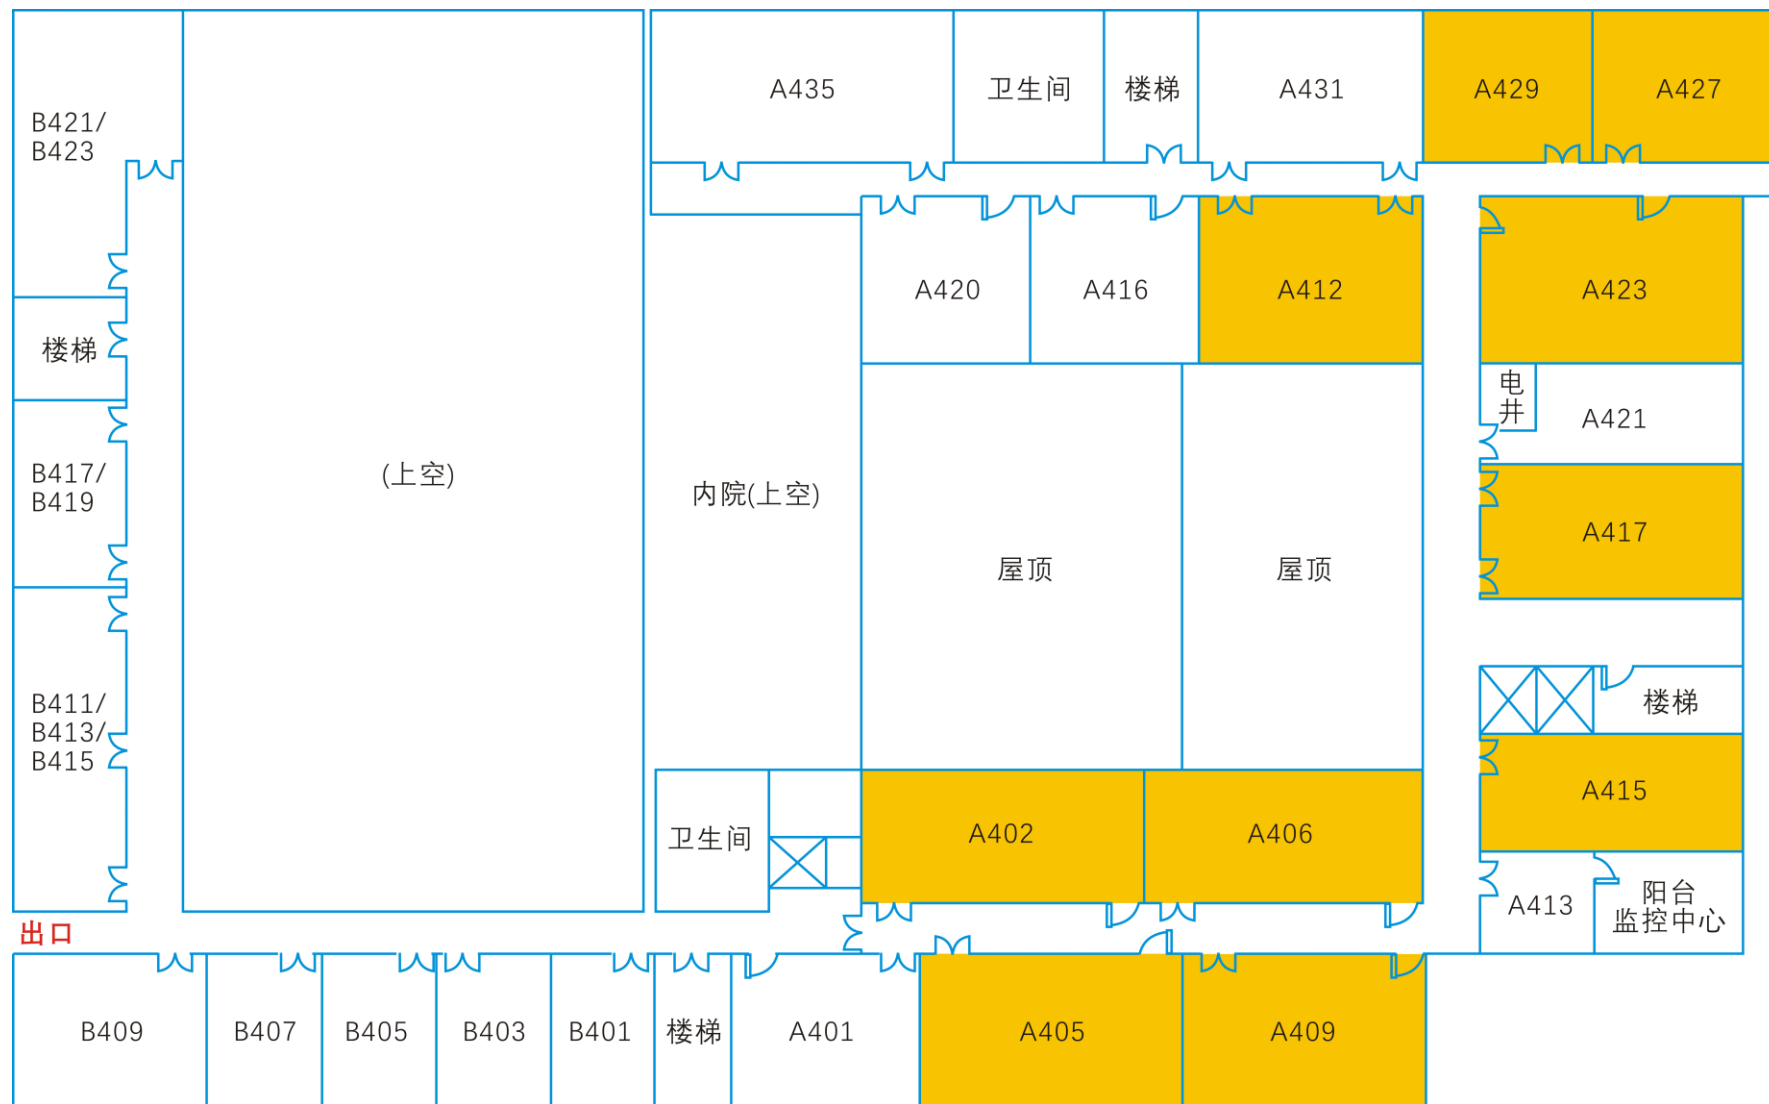 A435
卫生间
楼梯
A431
A429
A427
B421/
B423
A420
A416
A412
A423
楼梯
电
井
A421
B417/
B419
(上空)
内院(上空)
A417
屋顶
屋顶
B411/
B413/
B415
楼梯
A415
卫生间
A402
A406
A413
阳台
监控中心
出口
B409
B407
B405
B403
B401
楼梯
A401
A405
A409